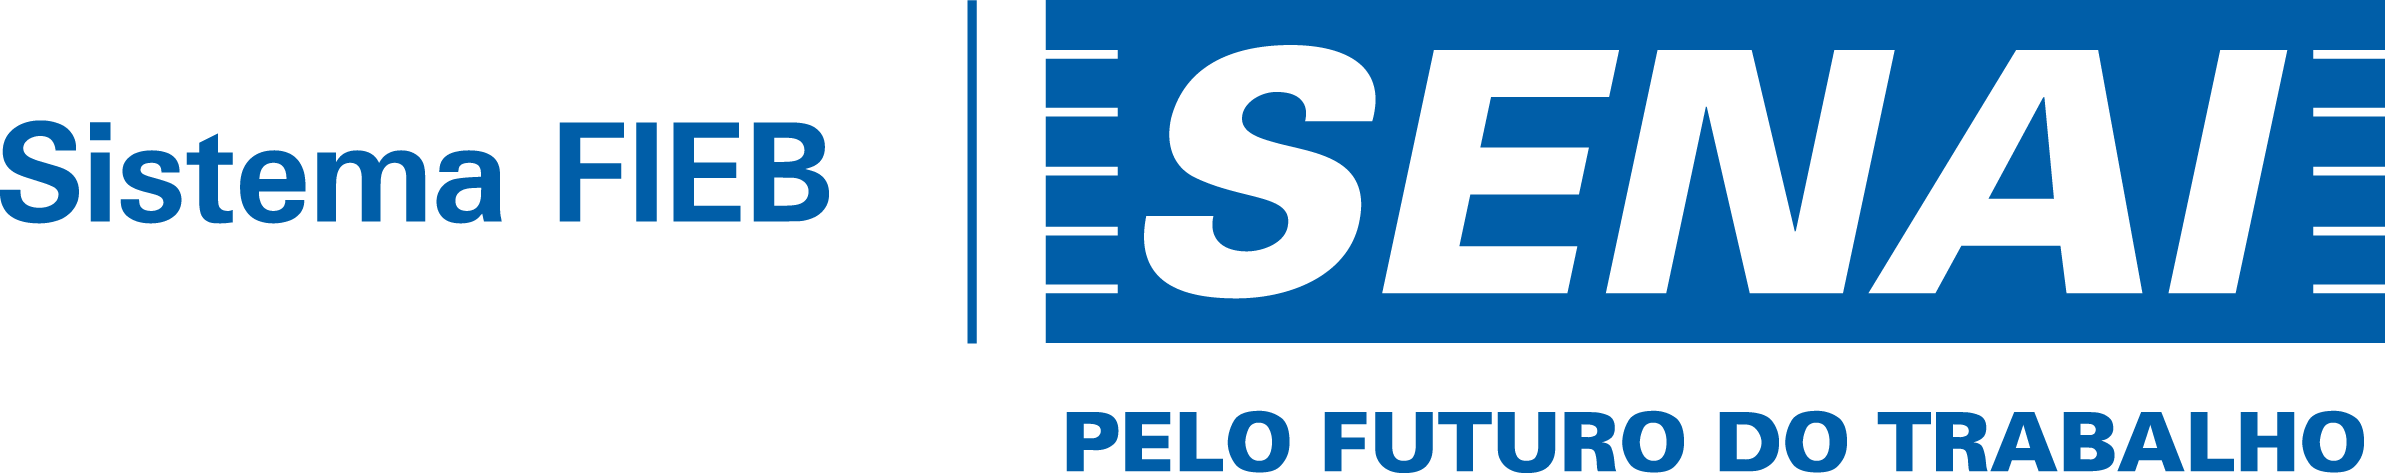 Sistema FIEB
SENAI
PELO FUTURO DO TRABALHO